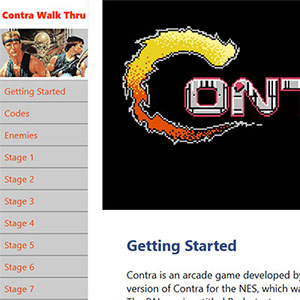 Contra Walk Thru
Getting Started
Codes
Enemies
Stage 1
Stage 2
Stage 3
Stage 4
Stage 5
Stage 6
Stage 7
CONT
Getting Started
Contra is an arcade game developed by
version of Contra for the NES, which wa